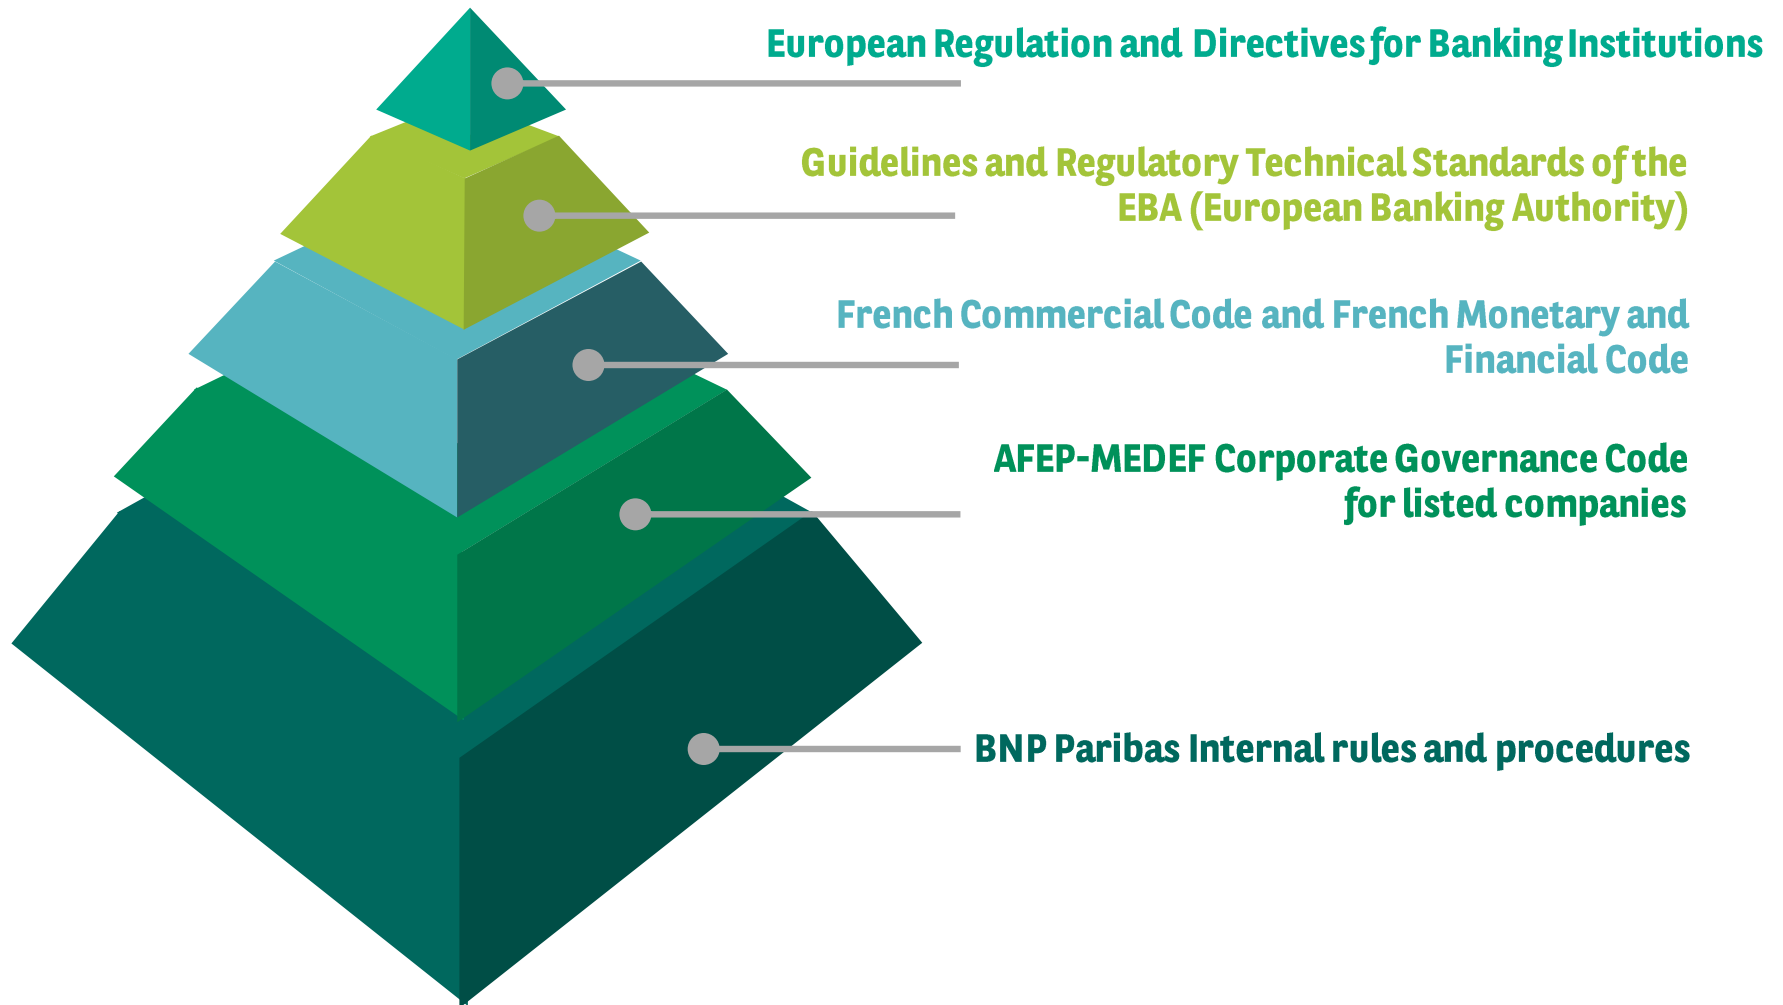 European Regulation and Directives for Banking Institutions
Guidelines and Regulatory Technical Standards of the
EBA (European Banking Authority)
French Commercial Code and French Monetary and
Financial Code
AFEP-MEDEF Corporate Governance Code
for listed companies
BNP Paribas Internal rules and procedures